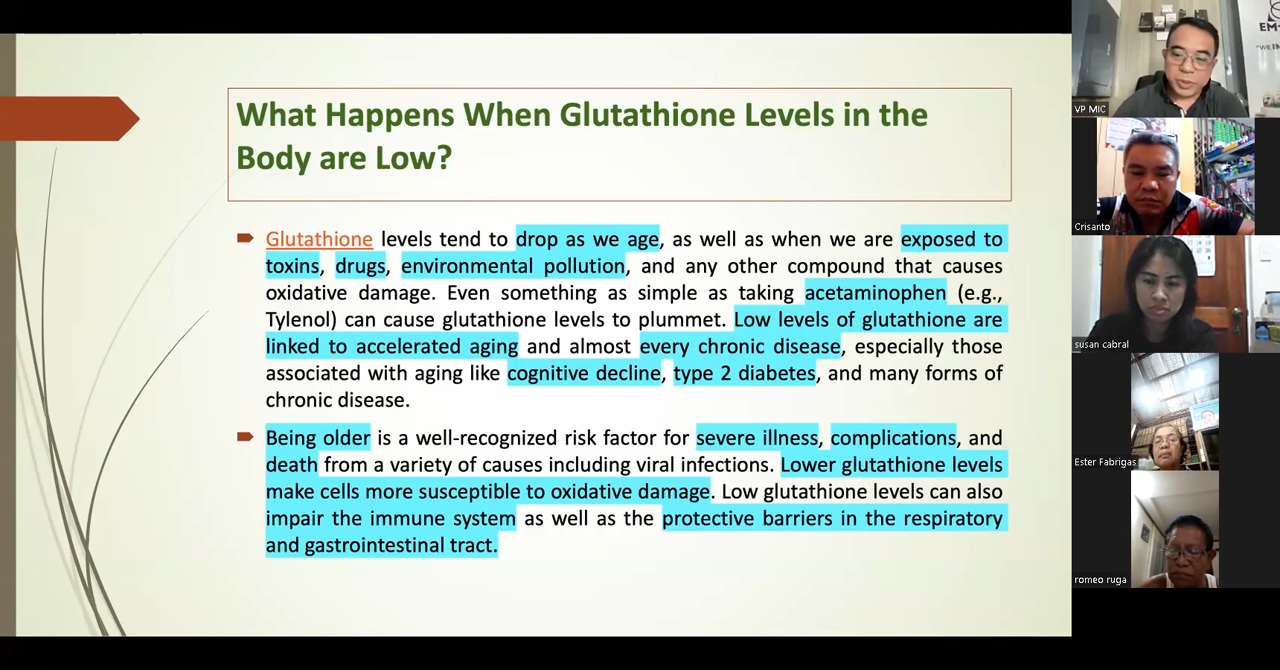 What Happens When Glutathione Levels in the
Body are Low?
Glutathione levels tend to drop as we age, as well as when we are exposed to
toxins, drugs, environmental pollution, and any other compound that causes
oxidative damage. Even something as simple as taking acetaminophen (e.g.,
Tylenol) can cause glutathione levels to plummet. Low levels of glutathione are
linked to accelerated aging and almost every chronic disease, especially those
associated with aging like cognitive decline, type 2 diabetes, and many forms of
chronic disease.
Being older is a well-recognized risk factor for severe illness, complications, and
death from a variety of causes including viral infections. Lower glutathione levels
make cells more susceptible to oxidative damage. Low glutathione levels can also
impair the immune system as well as the protective barriers in the respiratory
and gastrointestinal tract.
VP MIC
Crisanto
susan cabral
Ester Fabrigas
romeo ruga